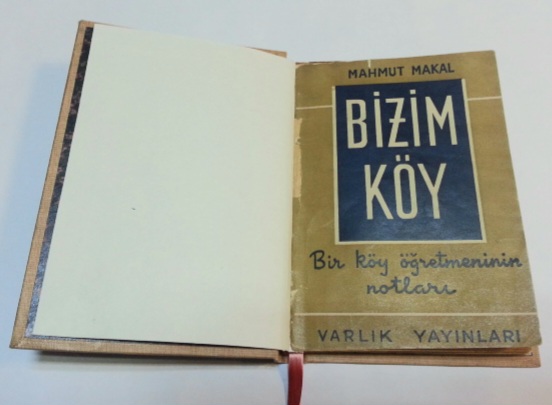 MAHMUT MAKAL
BİZİM
KÖY
Bir köy öğretmeninin
notları
VARLIK YAYINLARI